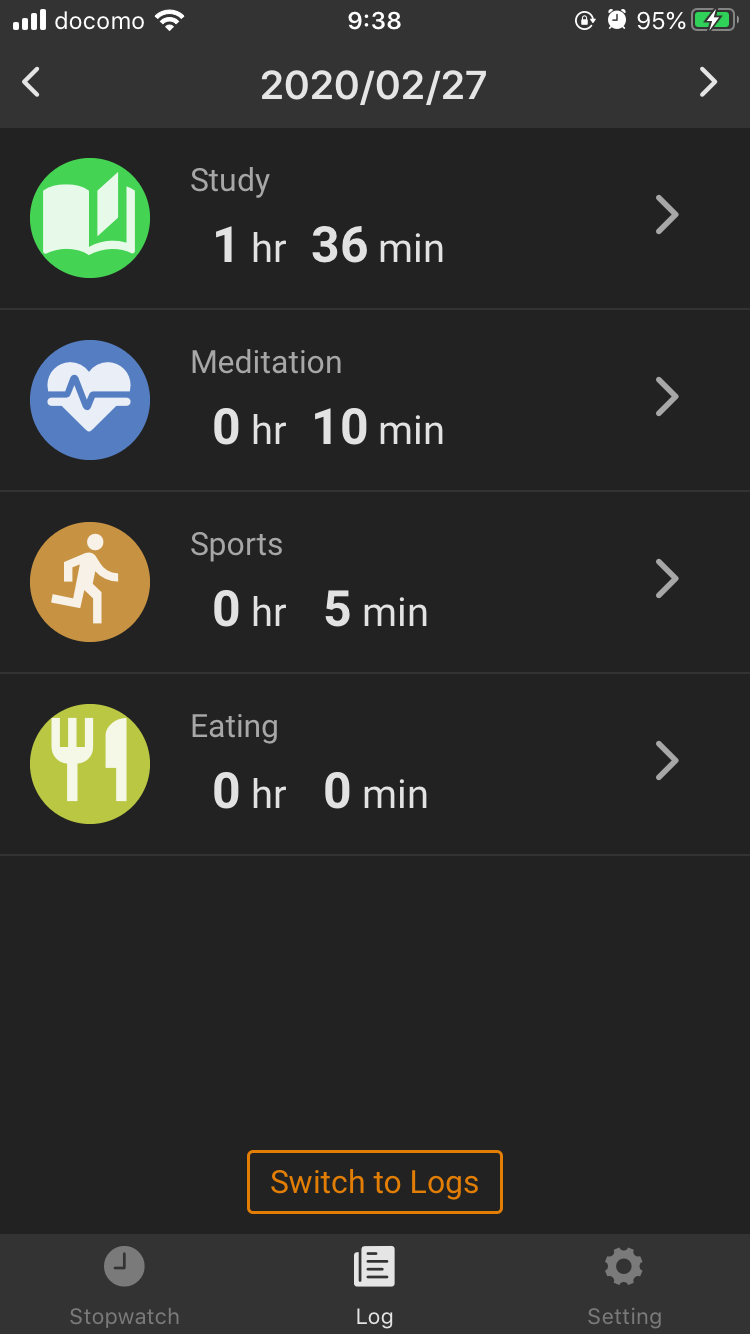 docomo 9:38 95%
2020/02/27
Study
1 hr 36 min
Meditation
0 hr 10 min
Sports
0 hr 5 min
Eating
0 hr 0 min
Switch to Logs
Stopwatch Log Setting